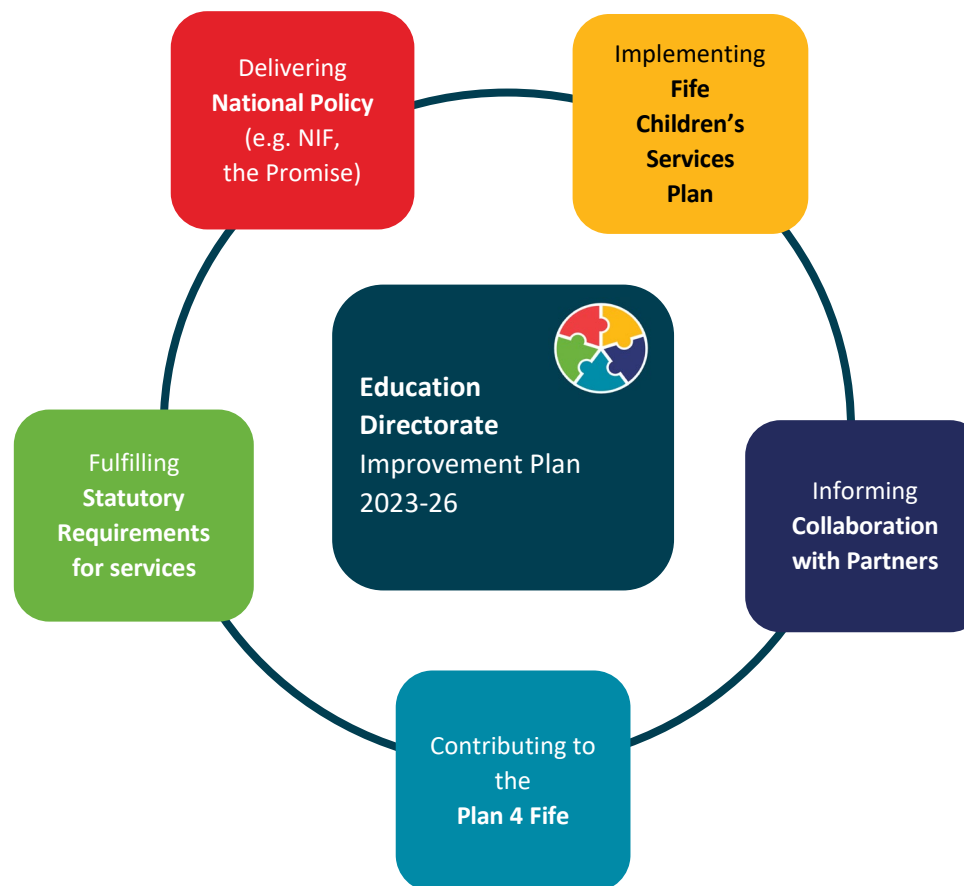 Delivering
National Policy
(e.g. NIF,
the Promise)
Implementing
Fife
Children’s
Services
Plan
Education
Directorate
Improvement Plan
2023-26
Fulfilling
Statutory
Requirements
for services
Informing
Collaboration
with Partners
Contributing to
the
Plan 4 Fife